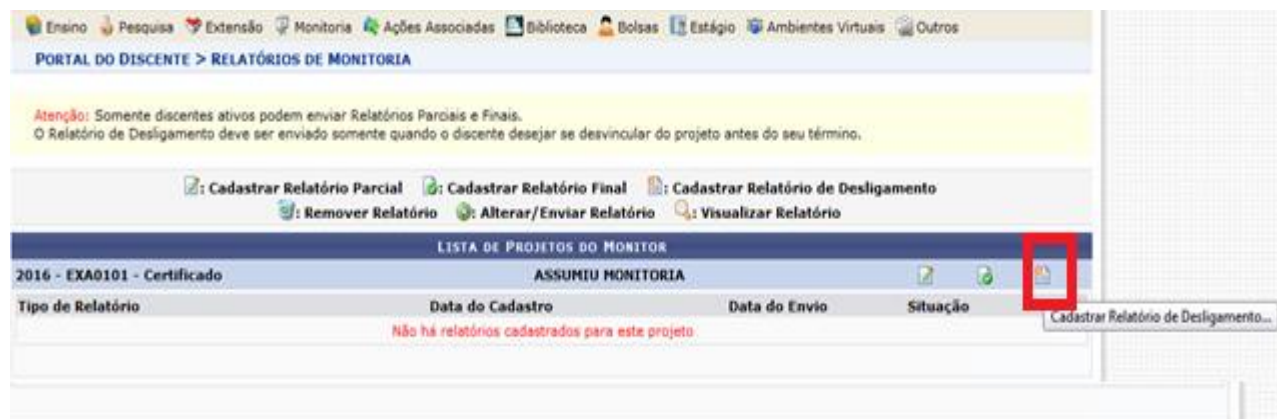 Ensino Pesquisa Extensão Monitoria Ações Associadas Biblioteca Bolsas Estágio Ambientes Virtuais Outros
PORTAL DO DISCENTE > RELATÓRIOS DE MONITORIA
Atenção: Somente discentes ativos podem enviar Relatórios Parciais e Finais.
O Relatório de Desligamento deve ser enviado somente quando o discente desejar se desvincular do projeto antes do seu término.
: Cadastrar Relatório Parcial : Cadastrar Relatório Final : Cadastrar Relatório de Desligamento
: Remover Relatório : Alterar/Enviar Relatório : Visualizar Relatório
LISTA DE PROJETOS DO MONITOR
2016 - EXA0101 - Certificado ASSUMIU MONITORIA
Tipo de Relatório Data do Cadastro Data do Envio Situação
Cadastrar Relatório de Desligamento...
Não há relatórios cadastrados para este projeto